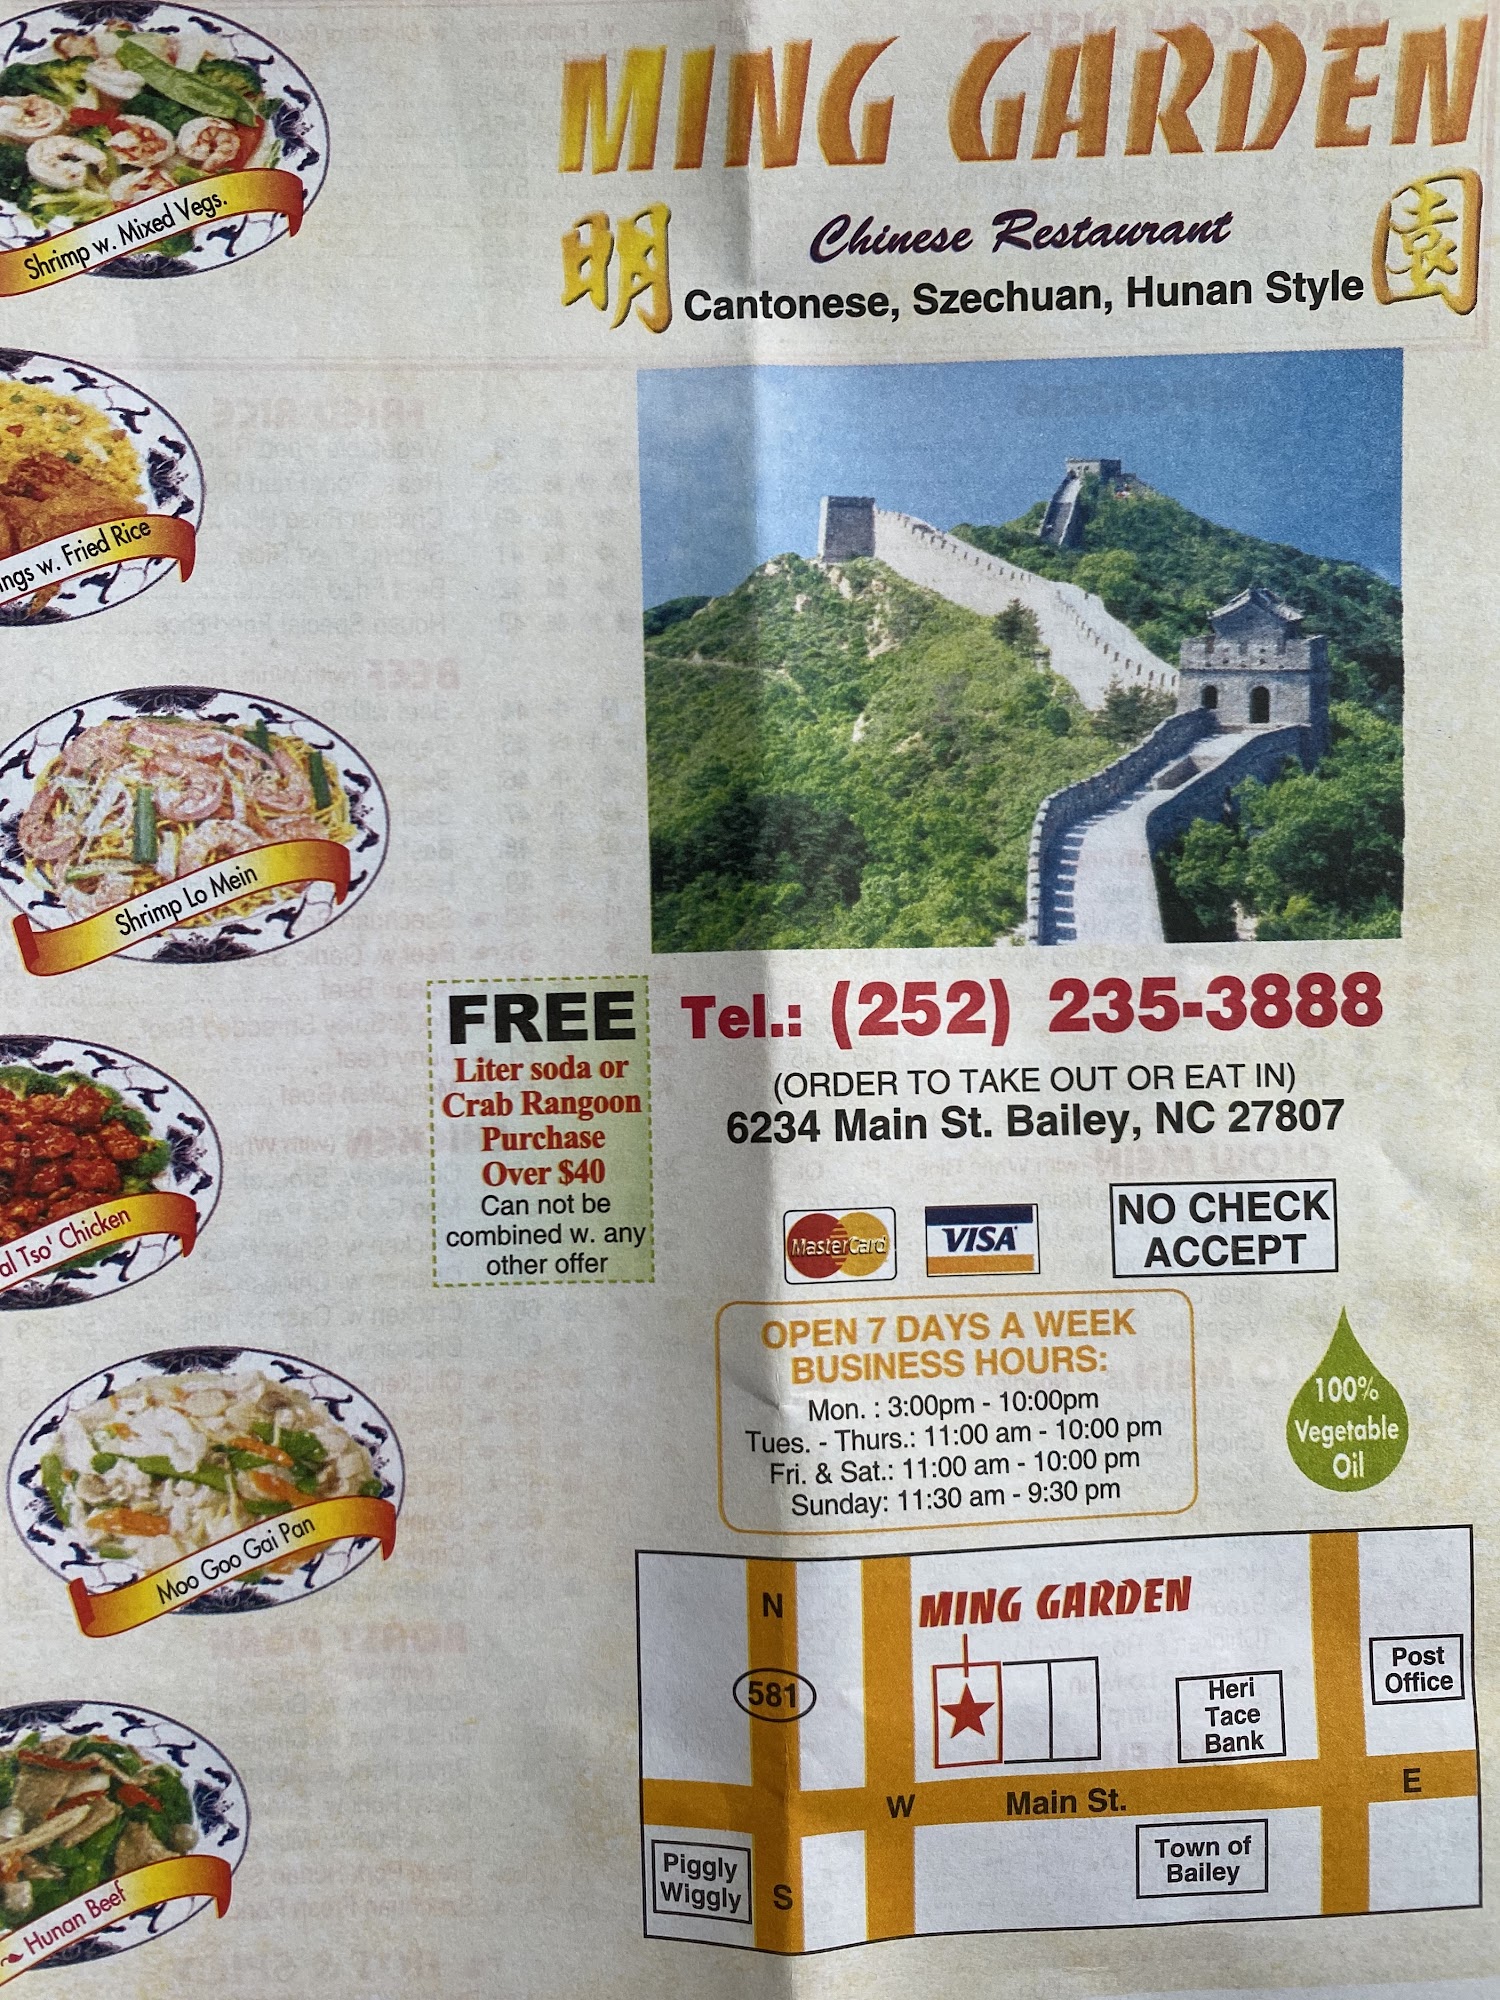 MING GARDEN
明 園
Chinese Restaurant
Cantonese, Szechuan, Hunan Style
Shrimp w. Mixed Vegs.
ings w. Fried Rice
Shrimp Lo Mein
al Tso' Chicken
Moo Goo Gai Pan
Hunan Beef
FREE
Liter soda or
Crab Rangoon
Purchase
Over $40
Can not be
combined w. any
other offer
Tel.: (252) 235-3888
(ORDER TO TAKE OUT OR EAT IN)
6234 Main St. Bailey, NC 27807
MasterCard
VISA
NO CHECK
ACCEPT
OPEN 7 DAYS A WEEK
BUSINESS HOURS:
Mon. : 3:00pm - 10:00pm
Tues. - Thurs.: 11:00 am - 10:00 pm
Fri. & Sat.: 11:00 am - 10:00 pm
Sunday: 11:30 am - 9:30 pm
100%
Vegetable
Oil
N
581
MING GARDEN
Heri
Tace
Bank
Post
Office
W
Main St.
E
Piggly
Wiggly
S
Town of
Bailey